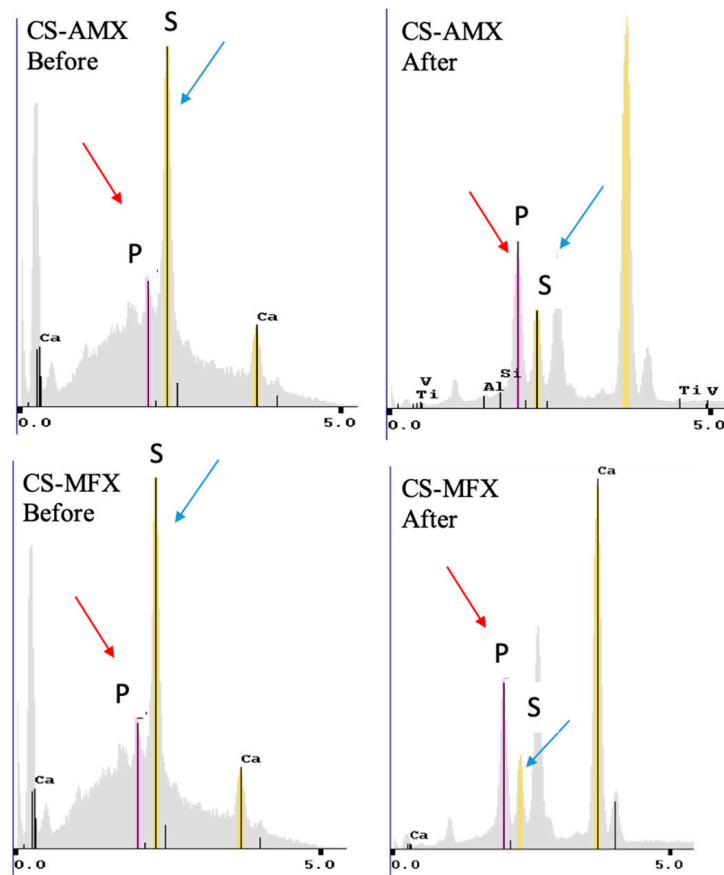 CS-AMX
Before
S
P
Ca
Ca
0.0
5.0
CS-AMX
After
P
S
V
Ti
Al
Si
Ti
V
0.0
5.0
CS-MFX
Before
S
P
Ca
Ca
0.0
5.0
CS-MFX
After
Ca
P
S
Ca
0.0
5.0